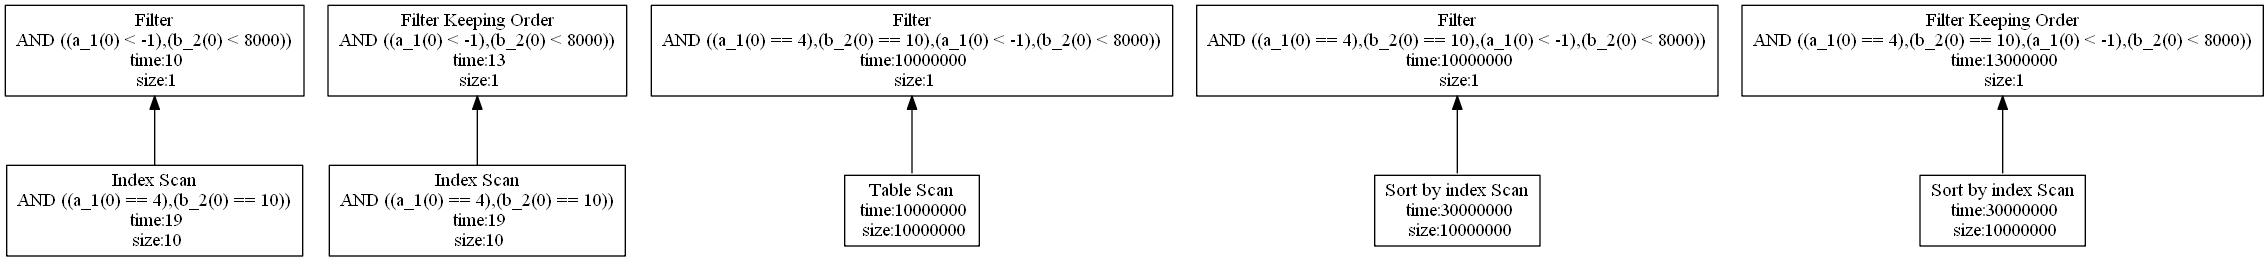 Filter
AND ((a_1(0) < -1),(b_2(0) < 8000))
time:10
size:1
Index Scan
AND ((a_1(0) == 4),(b_2(0) == 10))
time:19
size:10
Filter Keeping Order
AND ((a_1(0) < -1),(b_2(0) < 8000))
time:13
size:1
Index Scan
AND ((a_1(0) == 4),(b_2(0) == 10))
time:19
size:10
Filter
AND ((a_1(0) == 4),(b_2(0) == 10),(a_1(0) < -1),(b_2(0) < 8000))
time:10000000
size:1
Table Scan
time:10000000
size:10000000
Filter
AND ((a_1(0) == 4),(b_2(0) == 10),(a_1(0) < -1),(b_2(0) < 8000))
time:10000000
size:1
Sort by index Scan
time:30000000
size:10000000
Filter Keeping Order
AND ((a_1(0) == 4),(b_2(0) == 10),(a_1(0) < -1),(b_2(0) < 8000))
time:13000000
size:1
Sort by index Scan
time:30000000
size:10000000